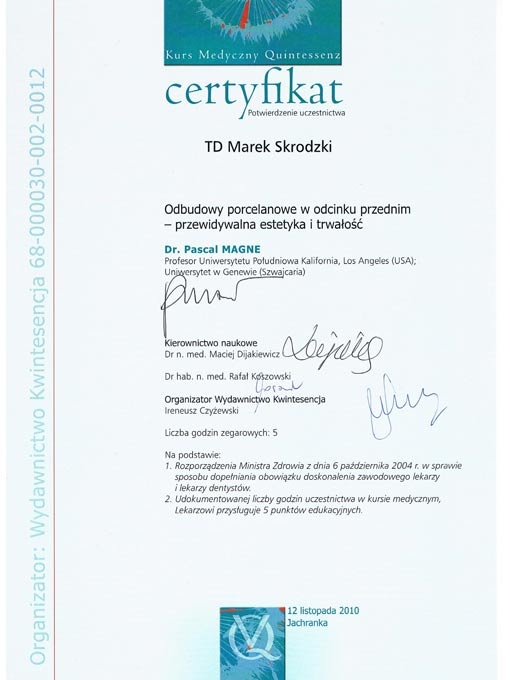 Kurs Medyczny Quintessenz
certyfikat
Potwierdzenie uczestnictwa
TD Marek Skrodzki
Odbudowy porcelanowe w odcinku przednim
– przewidywalna estetyka i trwałość
Dr. Pascal MAGNE
Profesor Uniwersytetu Południowa Kalifornia, Los Angeles (USA);
Uniwersytet w Genewie (Szwajcaria)
Kierownictwo naukowe
Dr n. med. Maciej Dijakiewicz
Dr hab. n. med. Rafał Koszowski
Organizator Wydawnictwo Kwintesencja
Ireneusz Czyżewski
Liczba godzin zegarowych: 5
Na podstawie:
1. Rozporządzenia Ministra Zdrowia z dnia 6 października 2004 r. w sprawie
sposobu dopełniania obowiązku doskonalenia zawodowego lekarzy
i lekarzy dentystów.
2. Udokumentowanej liczby godzin uczestnictwa w kursie medycznym,
Lekarzowi przysługuje 5 punktów edukacyjnych.
12 listopada 2010
Jachranka
Organizator: Wydawnictwo Kwintesencja 68-000030-002-0012